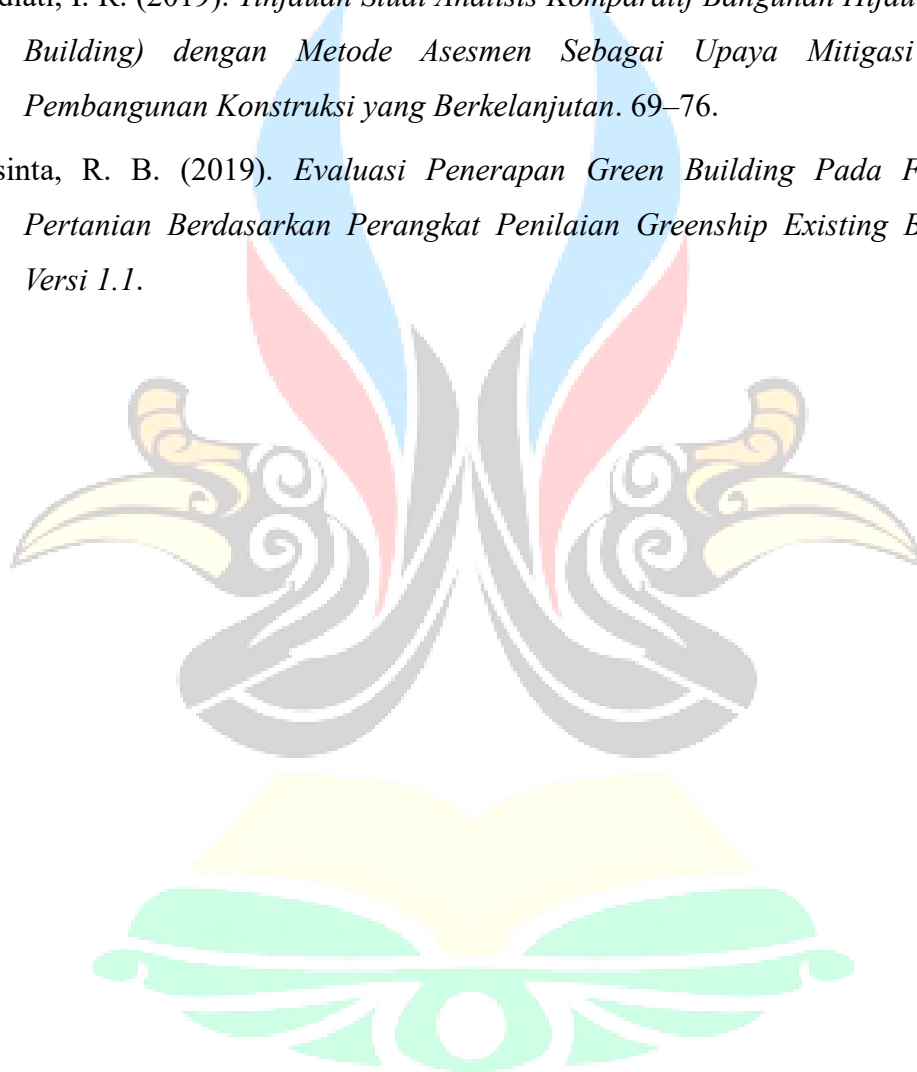 diati, I. R. (2019). Tinjauan Studi Analisis Komparatif Bangunan Hijau
Building) dengan Metode Asesmen Sebagai Upaya Mitigasi
Pembangunan Konstruksi yang Berkelanjutan. 69–76.
sinta, R. B. (2019). Evaluasi Penerapan Green Building Pada F
Pertanian Berdasarkan Perangkat Penilaian Greenship Existing B
Versi 1.1.